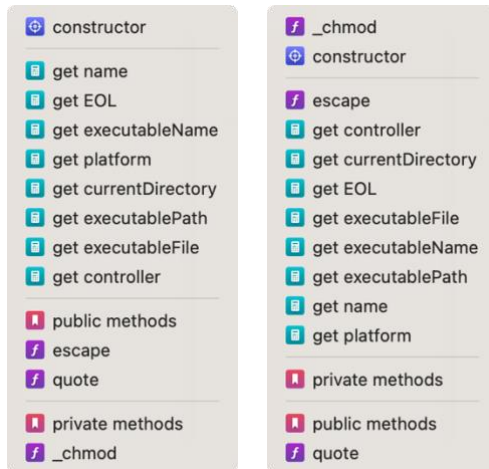 constructor
get name
get EOL
get executableName
get platform
get currentDirectory
get executablePath
get executableFile
get controller
public methods
escape
quote
private methods
_chmod
_chmod
constructor
escape
get controller
get currentDirectory
get EOL
get executableFile
get executableName
get executablePath
get name
get platform
private methods
public methods
quote